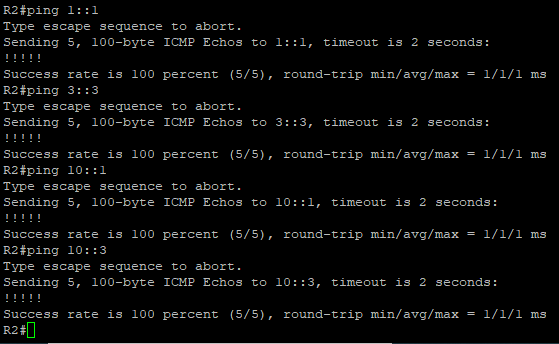 R2#ping 1::1
Type escape sequence to abort.
Sending 5, 100-byte ICMP Echos to 1::1, timeout is 2 seconds:
!!!!!
Success rate is 100 percent (5/5), round-trip min/avg/max = 1/1/1 ms
R2#ping 3::3
Type escape sequence to abort.
Sending 5, 100-byte ICMP Echos to 3::3, timeout is 2 seconds:
!!!!!
Success rate is 100 percent (5/5), round-trip min/avg/max = 1/1/1 ms
R2#ping 10::1
Type escape sequence to abort.
Sending 5, 100-byte ICMP Echos to 10::1, timeout is 2 seconds:
!!!!!
Success rate is 100 percent (5/5), round-trip min/avg/max = 1/1/1 ms
R2#ping 10::3
Type escape sequence to abort.
Sending 5, 100-byte ICMP Echos to 10::3, timeout is 2 seconds:
!!!!!
Success rate is 100 percent (5/5), round-trip min/avg/max = 1/1/1 ms
R2#